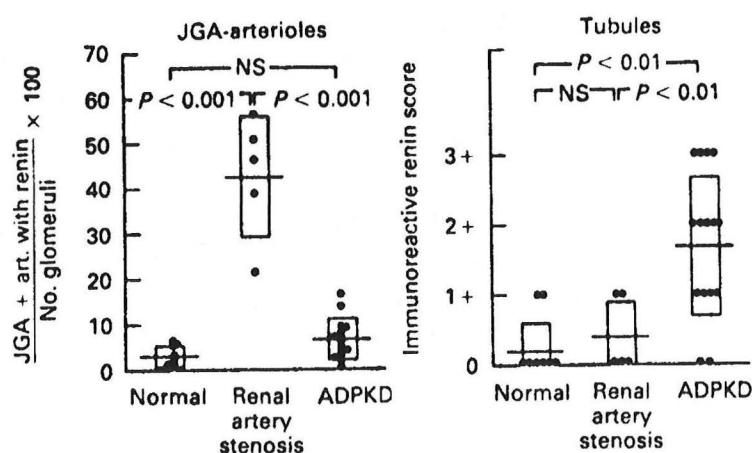 JGA-arterioles
JGA + art. with renin
No. glomeruli
× 100
70
60
50
40
30
20
10
0
NS
P < 0.001
P < 0.001
Normal
Renal
artery
stenosis
ADPKD
Tubules
Immunoreactive renin score
3+
2+
1+
0
P < 0.01
NS
P < 0.01
Normal
Renal
artery
stenosis
ADPKD